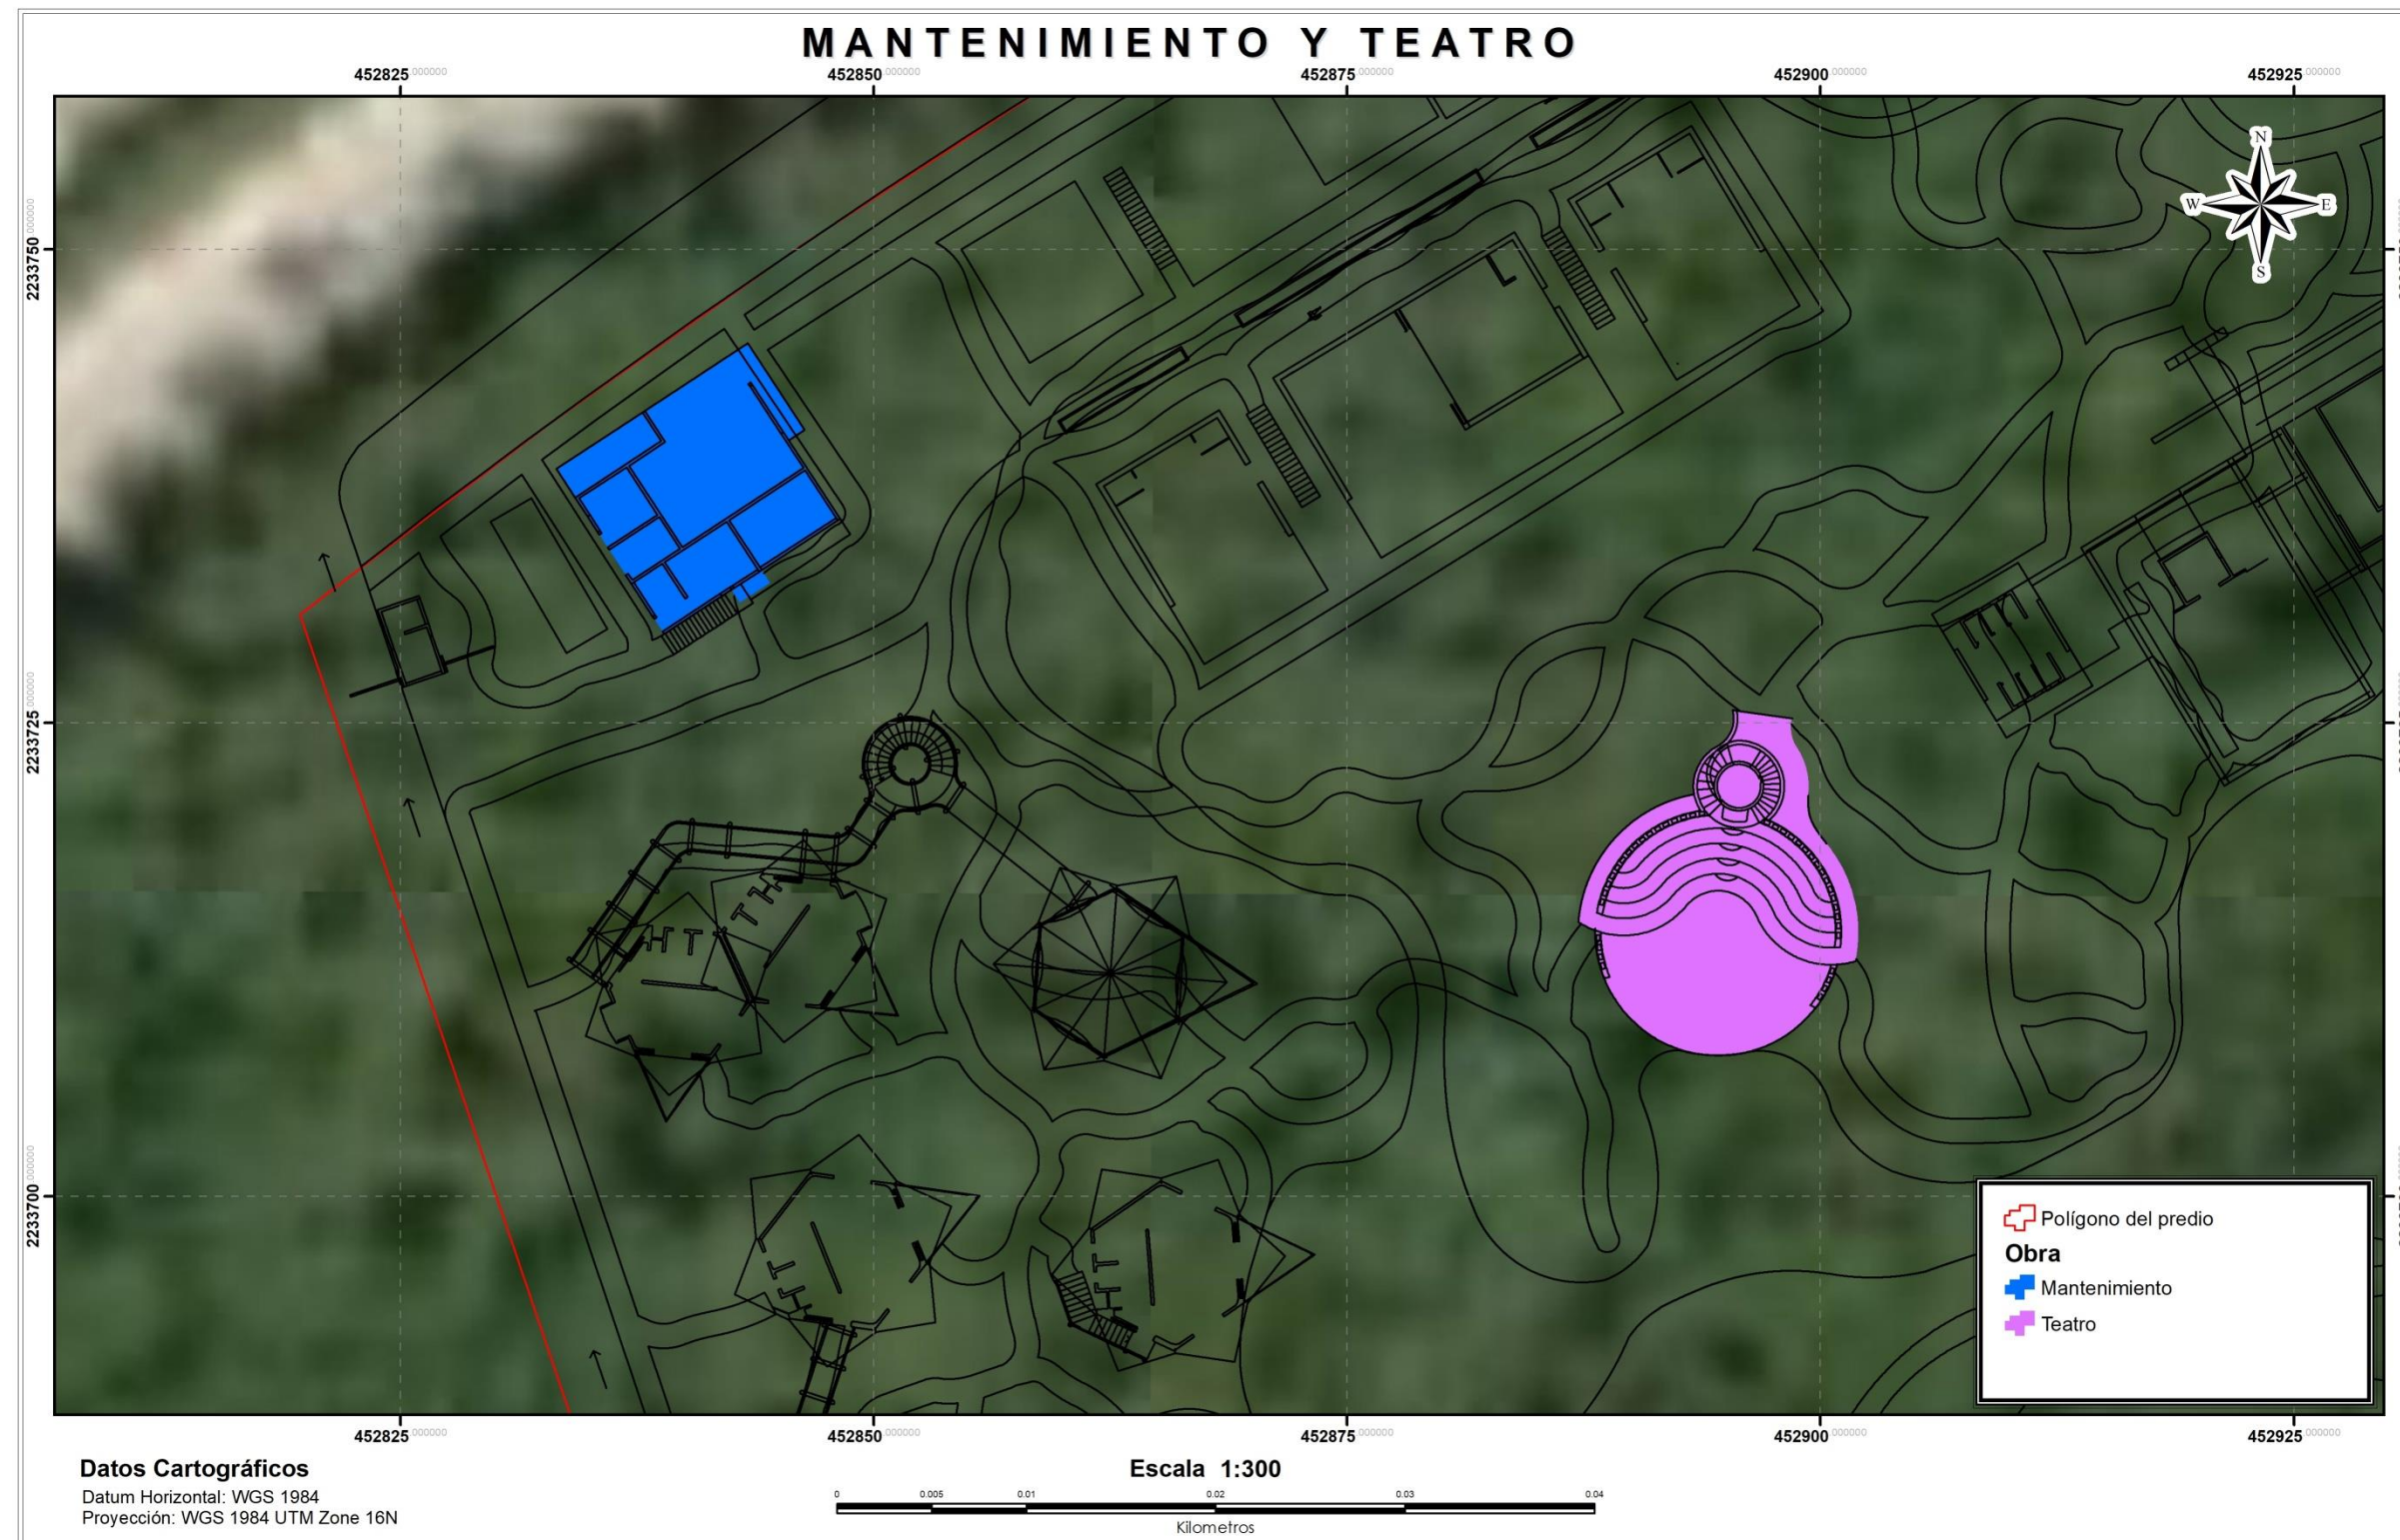 MANTENIMIENTO Y TEATRO
452825.000000 452850.000000 452875.000000 452900.000000 452925.000000
N
W E
S
2233750.000000
2233725.000000
2233700.000000
Polígono del predio
Obra
Mantenimiento
Teatro
452825.000000 452850.000000 452875.000000 452900.000000 452925.000000
Datos Cartográficos
Datum Horizontal: WGS 1984
Proyección: WGS 1984 UTM Zone 16N
Escala 1:300
0 0.005 0.01 0.02 0.03 0.04
Kilometros